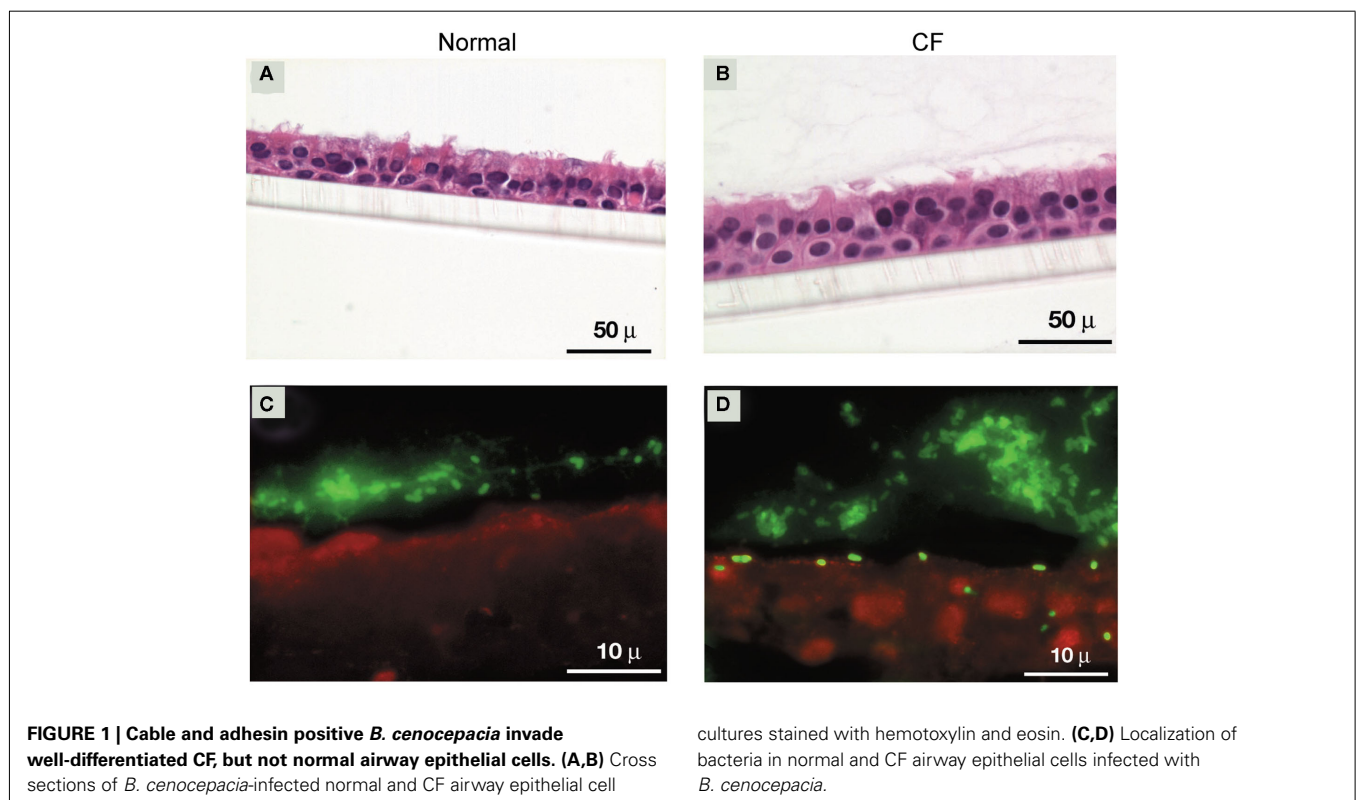 Normal
CF
A
B
50 µ
50 µ
C
D
10 µ
10 µ
FIGURE 1 | Cable and adhesin positive B. cenocepacia invade
well-differentiated CF, but not normal airway epithelial cells. (A,B) Cross
sections of B. cenocepacia-infected normal and CF airway epithelial cell
cultures stained with hemotoxylin and eosin. (C,D) Localization of
bacteria in normal and CF airway epithelial cells infected with
B. cenocepacia.